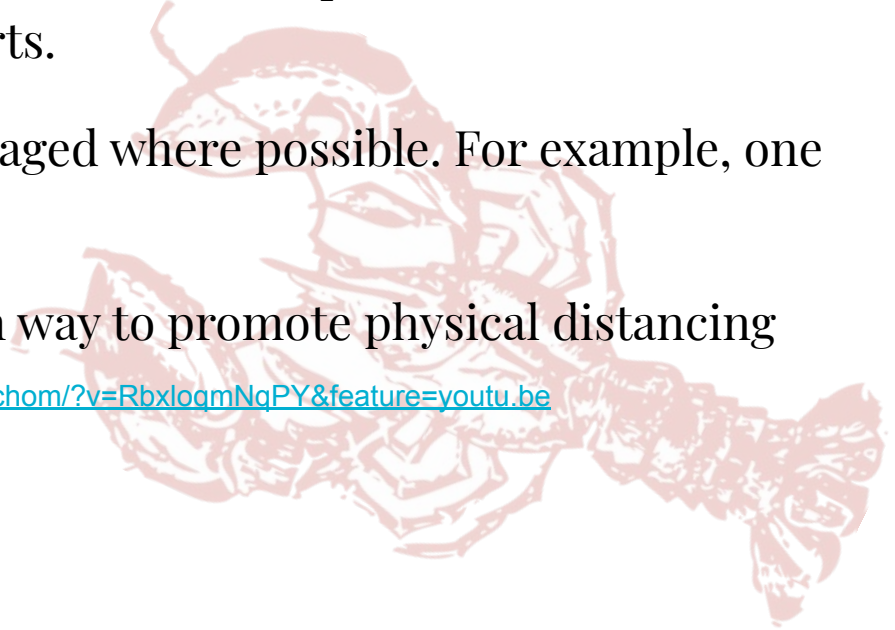 rts.
aged where possible. For example, one
way to promote physical distancing
chom/?v=RbxloqmNqPY&feature=youtu.be